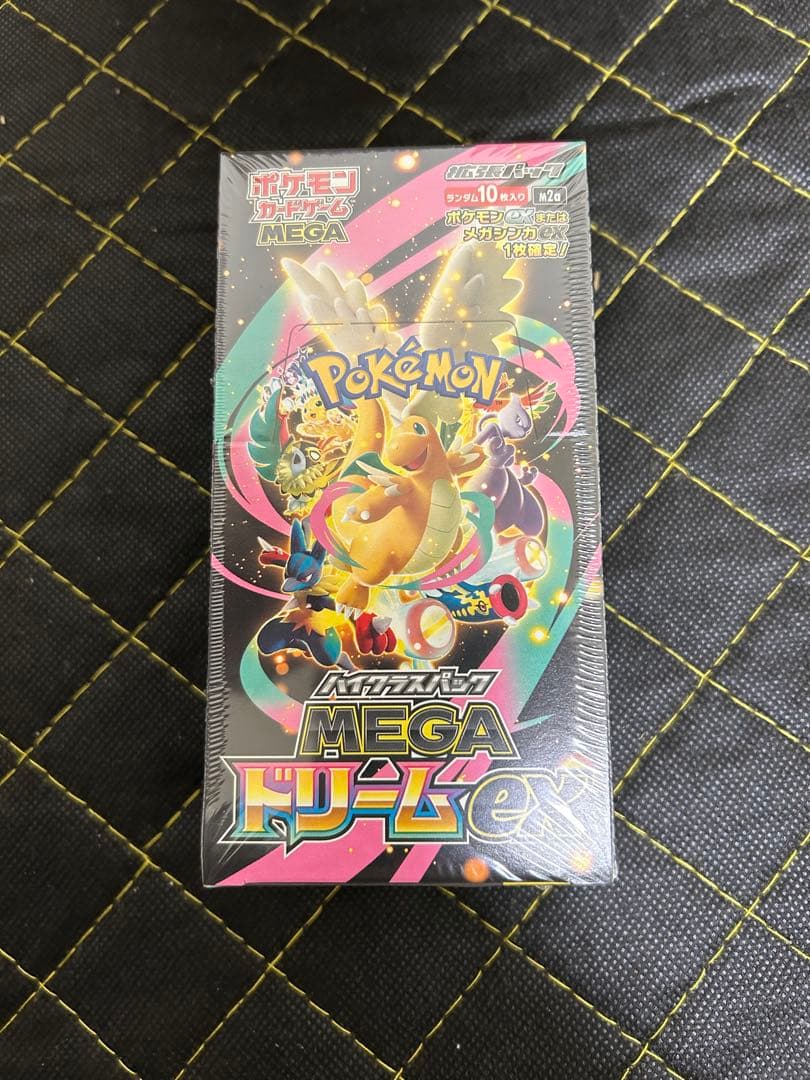 ポケモン
カードゲーム
MEGA
拡張パック
ランダム10枚入り M2a
ポケモンexまたは
メガシンカex
1枚確定!!
POKéMON
TM
ハイクラスパック
MEGA
ドリームex